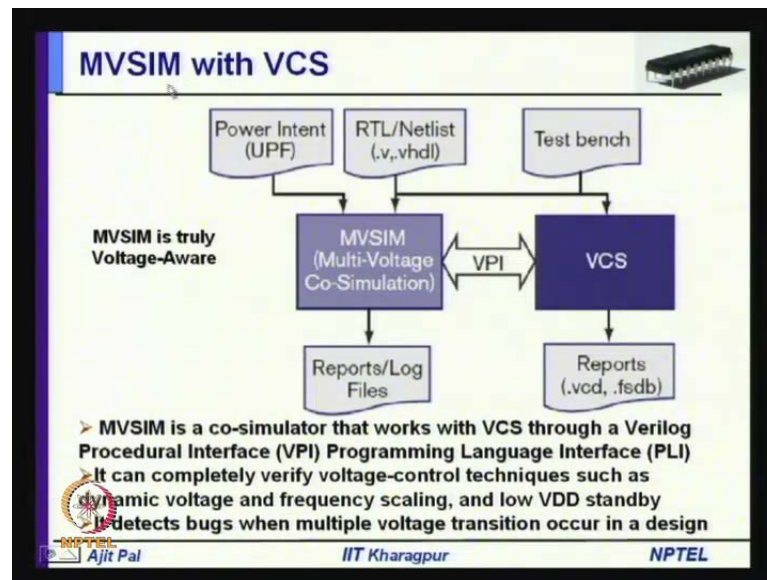 MVSIM with VCS
Power Intent
(UPF)
RTL/Netlist
(.v,.vhdl)
Test bench
MVSIM is truly
Voltage-Aware
MVSIM
(Multi-Voltage
Co-Simulation)
VPI
VCS
Reports/Log
Files
Reports
(.vcd, .fsdb)
➢ MVSIM is a co-simulator that works with VCS through a Verilog
Procedural Interface (VPI) Programming Language Interface (PLI)
➢It can completely verify voltage-control techniques such as
dynamic voltage and frequency scaling, and low VDD standby
➢It detects bugs when multiple voltage transition occur in a design
NPTEL
Ajit Pal
IIT Kharagpur
NPTEL